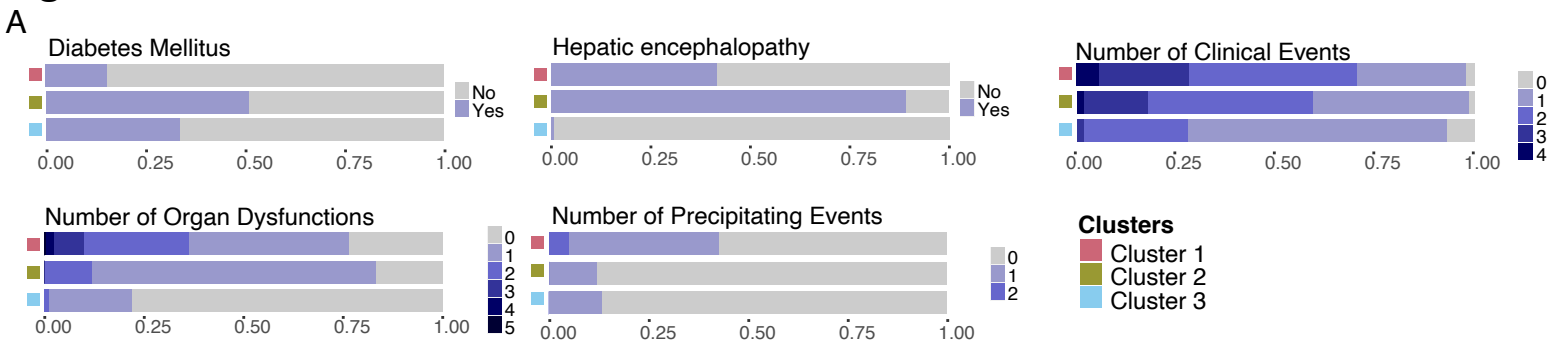 A
Diabetes Mellitus
No
Yes
0.00 0.25 0.50 0.75 1.00
Hepatic encephalopathy
No
Yes
0.00 0.25 0.50 0.75 1.00
Number of Clinical Events
0
1
2
3
4
0.00 0.25 0.50 0.75 1.00
Number of Organ Dysfunctions
0
1
2
3
4
5
0.00 0.25 0.50 0.75 1.00
Number of Precipitating Events
0
1
2
0.00 0.25 0.50 0.75 1.00
Clusters
Cluster 1
Cluster 2
Cluster 3